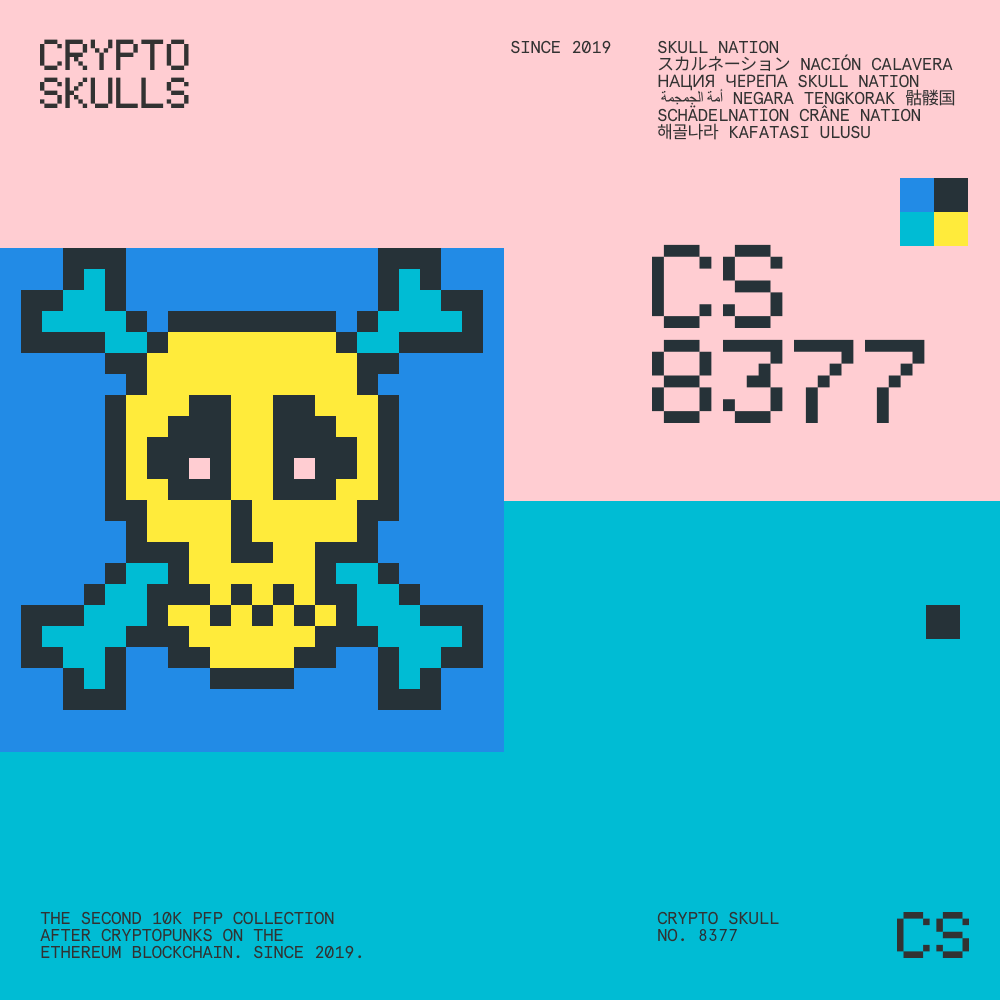 CRYPTO
SKULLS
SINCE 2019
SKULL NATION
スカルネーション NACIÓN CALAVERA
НАЦИЯ ЧЕРЕПА SKULL NATION
أمة الجمجمة NEGARA TENGKORAK 骷髅国
SCHÄDELNATION CRÂNE NATION
해골나라 KAFATASI ULUSU
CS
8377
THE SECOND 10K PFP COLLECTION
AFTER CRYPTOPUNKS ON THE
ETHEREUM BLOCKCHAIN. SINCE 2019.
CRYPTO SKULL
NO. 8377
CS